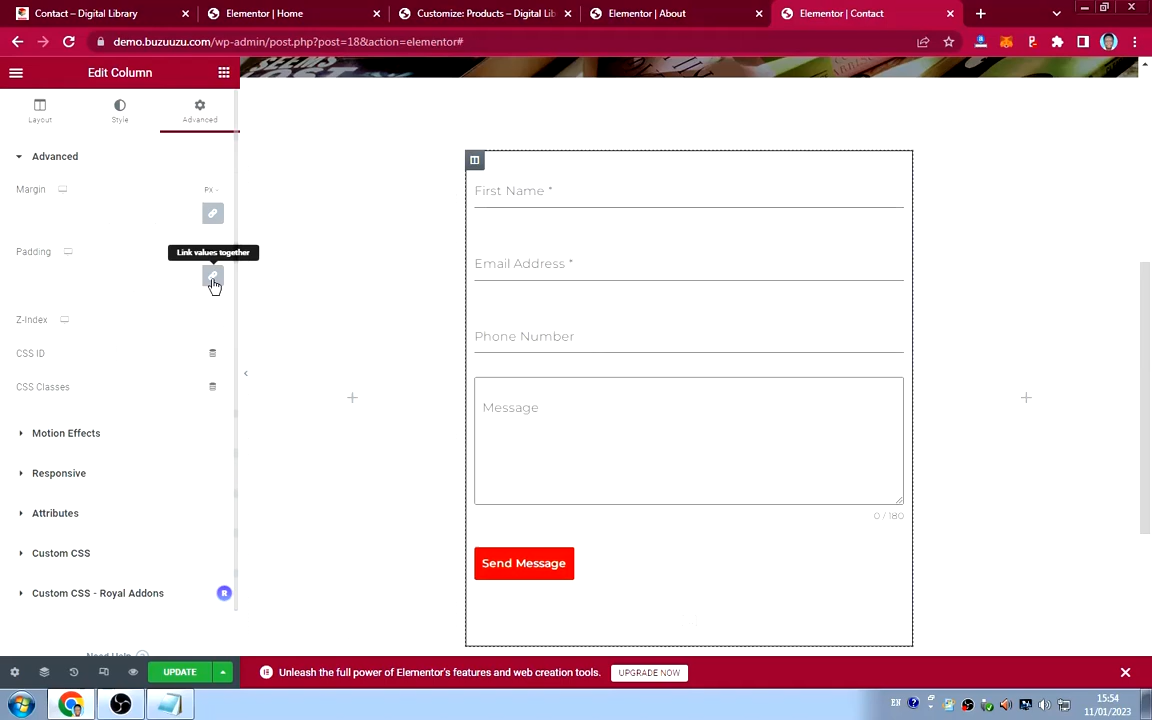 Contact – Digital Library
Elementor | Home
Customize: Products – Digital Lib
Elementor | About
Elementor | Contact
demo.buzuuzu.com/wp-admin/post.php?post=18&action=elementor#
Edit Column
Layout
Style
Advanced
Advanced
Margin
PX
Padding
Link values together
Z-Index
CSS ID
CSS Classes
Motion Effects
Responsive
Attributes
Custom CSS
Custom CSS - Royal Addons
R
Need Help
UPDATE
First Name *
Email Address *
Phone Number
Message
0 / 180
Send Message
Unleash the full power of Elementor's features and web creation tools.
UPGRADE NOW
EN
15:54
11/01/2023